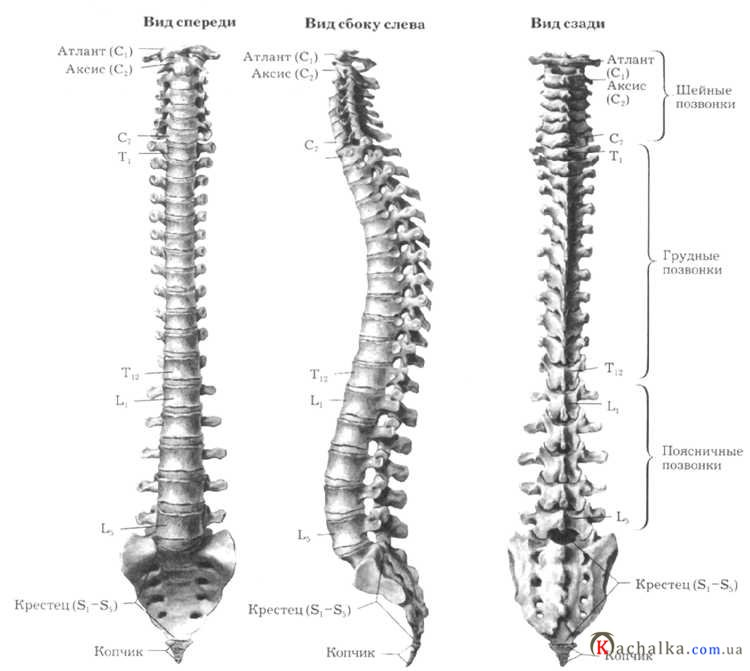 Вид спереди
Атлант (C₁)
Аксис (C₂)
C₇
T₁
T₁₂
L₁
L₅
Крестец (S₁–S₅)
Копчик
Вид сбоку слева
Атлант (C₁)
Аксис (C₂)
C₇
T₁₂
L₁
L₅
Крестец (S₁–S₅)
Копчик
Вид сзади
Атлант
(C₁)
Аксис
(C₂)
C₇
T₁
T₁₂
L₁
L₅
Крестец (S₁–S₅)
Копчик
Шейные
позвонки
Грудные
позвонки
Поясничные
позвонки
Kachalka.com.ua